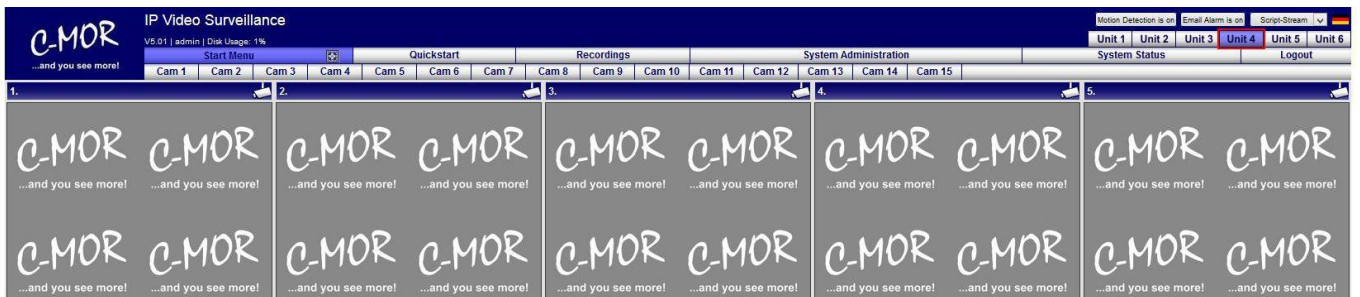 C-MOR
...and you see more!
IP Video Surveillance
V5.01 | admin | Disk Usage: 1%
Motion Detection is on Email Alarm is on Script-Stream
Unit 1 Unit 2 Unit 3 Unit 4 Unit 5 Unit 6
Start Menu Quickstart Recordings System Administration System Status Logout
Cam 1 Cam 2 Cam 3 Cam 4 Cam 5 Cam 6 Cam 7 Cam 8 Cam 9 Cam 10 Cam 11 Cam 12 Cam 13 Cam 14 Cam 15
1. 2. 3. 4. 5.
C-MOR C-MOR C-MOR C-MOR C-MOR C-MOR C-MOR C-MOR C-MOR C-MOR
...and you see more! ...and you see more! ...and you see more! ...and you see more! ...and you see more! ...and you see more! ...and you see more! ...and you see more! ...and you see more! ...and you see more!
C-MOR C-MOR C-MOR C-MOR C-MOR C-MOR C-MOR C-MOR C-MOR C-MOR
...and you see more! ...and you see more! ...and you see more! ...and you see more! ...and you see more! ...and you see more! ...and you see more! ...and you see more! ...and you see more! ...and you see more!